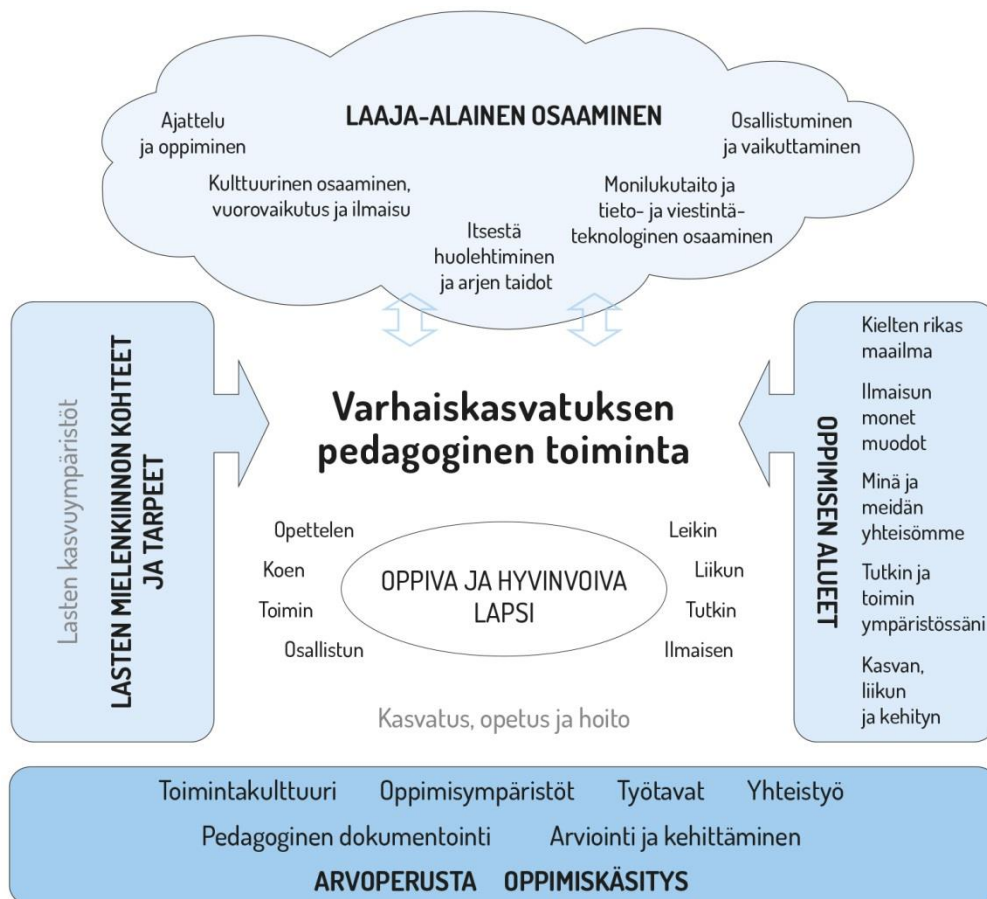 LAAJA-ALAINEN OSAAMINEN
Ajattelu
ja oppiminen
Kulttuurinen osaaminen,
vuorovaikutus ja ilmaisu
Itsestä
huolehtiminen
ja arjen taidot
Monilukutaito ja
tieto- ja viestintä-
teknologinen osaaminen
Osallistuminen
ja vaikuttaminen
Lasten kasvuympäristöt
LASTEN MIELENKIINNON KOHTEET
JA TARPEET
Varhaiskasvatuksen
pedagoginen toiminta
Opettelen
Koen
Toimin
Osallistun
OPPIVA JA HYVINVOIVA
LAPSI
Leikin
Liikun
Tutkin
Ilmaisen
Kasvatus, opetus ja hoito
OPPIMISEN ALUEET
Kielten rikas
maailma
Ilmaisun
monet
muodot
Minä ja
meidän
yhteisömme
Tutkin ja
toimin
ympäristössäni
Kasvan,
liikun
ja kehityn
Toimintakulttuuri Oppimisympäristöt Työtavat Yhteistyö
Pedagoginen dokumentointi Arviointi ja kehittäminen
ARVOPERUSTA OPPIMISKÄSITYS